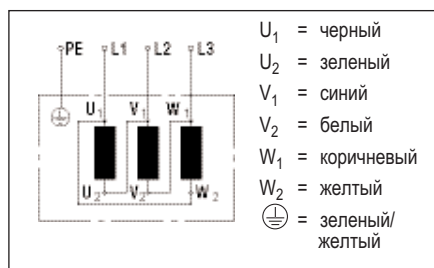 PE L1 L2 L3
U₁ V₁ W₁
U₂ V₂ W₂
U₁ = черный
U₂ = зеленый
V₁ = синий
V₂ = белый
W₁ = коричневый
W₂ = желтый
= зеленый/
желтый